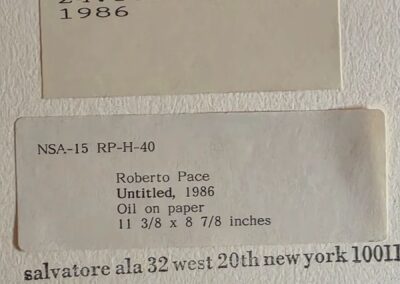 1986
NSA-15 RP-H-40
Roberto Pace
Untitled, 1986
Oil on paper
11 3/8 x 8 7/8 inches
salvatore ala 32 west 20th new york 10011